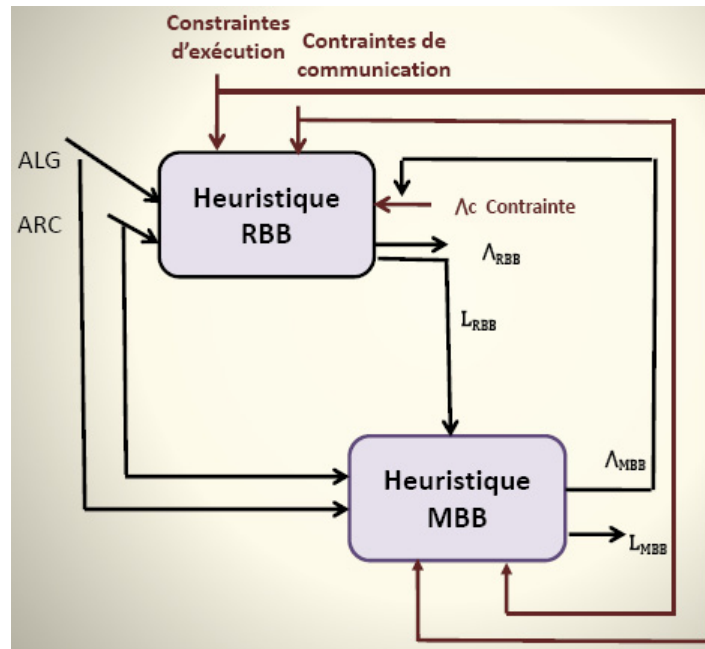 Constraintes
d'exécution
Contraintes de
communication
ALG
ARC
Heuristique
RBB
Λc Contrainte
ΛRBB
LRBB
Heuristique
MBB
ΛMBB
LMBB